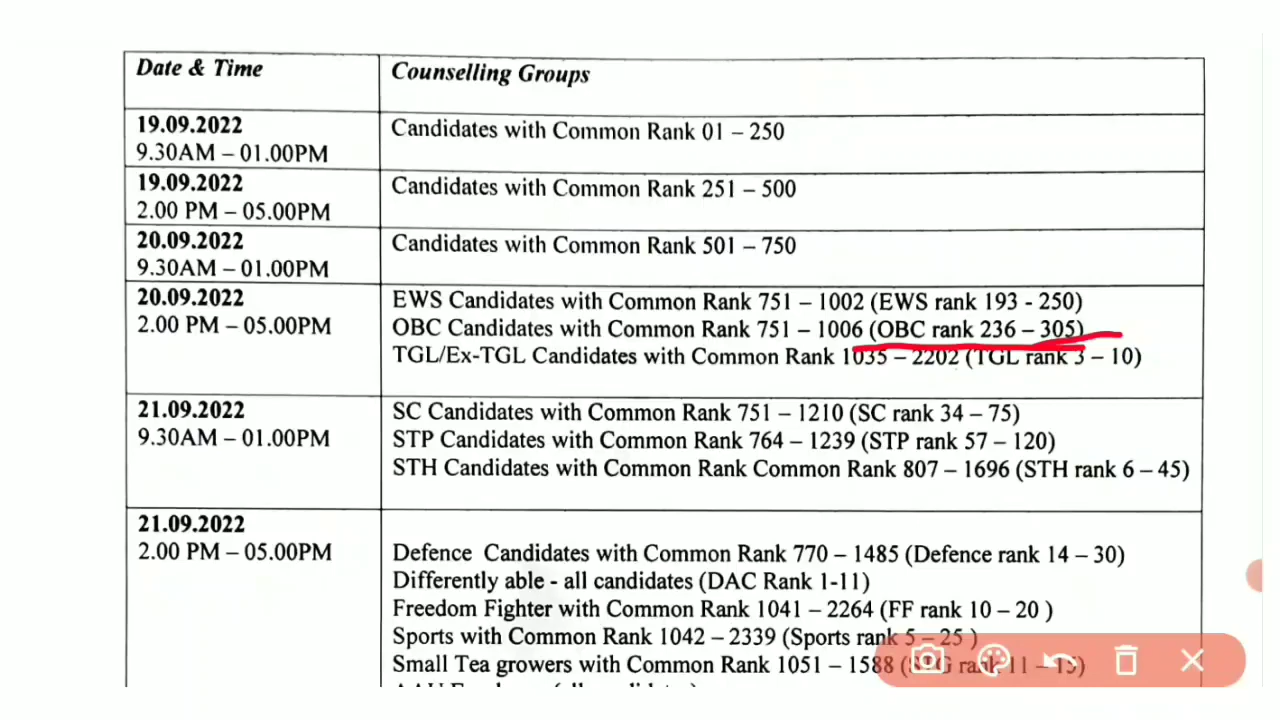 Date & Time
Counselling Groups
19.09.2022
9.30AM – 01.00PM
Candidates with Common Rank 01 – 250
19.09.2022
2.00 PM – 05.00PM
Candidates with Common Rank 251 – 500
20.09.2022
9.30AM – 01.00PM
Candidates with Common Rank 501 – 750
20.09.2022
2.00 PM – 05.00PM
EWS Candidates with Common Rank 751 – 1002 (EWS rank 193 - 250)
OBC Candidates with Common Rank 751 – 1006 (OBC rank 236 – 305)
TGL/Ex-TGL Candidates with Common Rank 1035 – 2202 (TGL rank 3 – 10)
21.09.2022
9.30AM – 01.00PM
SC Candidates with Common Rank 751 – 1210 (SC rank 34 – 75)
STP Candidates with Common Rank 764 – 1239 (STP rank 57 – 120)
STH Candidates with Common Rank Common Rank 807 – 1696 (STH rank 6 – 45)
21.09.2022
2.00 PM – 05.00PM
Defence Candidates with Common Rank 770 – 1485 (Defence rank 14 – 30)
Differently able - all candidates (DAC Rank 1-11)
Freedom Fighter with Common Rank 1041 – 2264 (FF rank 10 – 20 )
Sports with Common Rank 1042 – 2339 (Sports rank 5 – 25 )
Small Tea growers with Common Rank 1051 – 1588 (STG rank 11 – 15)